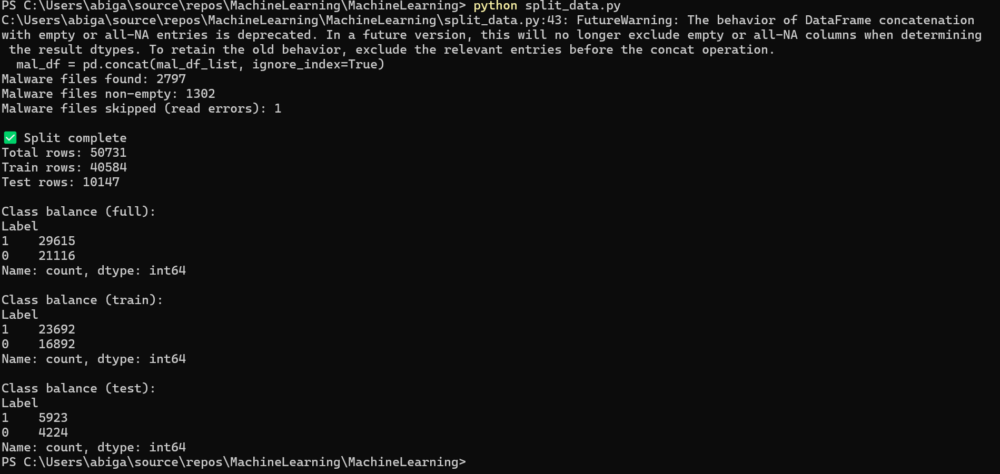 PS C:\Users\abiga\source\repos\MachineLearning\MachineLearning> python split_data.py
C:\Users\abiga\source\repos\MachineLearning\MachineLearning\split_data.py:43: FutureWarning: The behavior of DataFrame concatenation
with empty or all-NA entries is deprecated. In a future version, this will no longer exclude empty or all-NA columns when determining
 the result dtypes. To retain the old behavior, exclude the relevant entries before the concat operation.
  mal_df = pd.concat(mal_df_list, ignore_index=True)
Malware files found: 2797
Malware files non-empty: 1302
Malware files skipped (read errors): 1

✅ Split complete
Total rows: 50731
Train rows: 40584
Test rows: 10147

Class balance (full):
Label
1    29615
0    21116
Name: count, dtype: int64

Class balance (train):
Label
1    23692
0    16892
Name: count, dtype: int64

Class balance (test):
Label
1    5923
0    4224
Name: count, dtype: int64
PS C:\Users\abiga\source\repos\MachineLearning\MachineLearning>